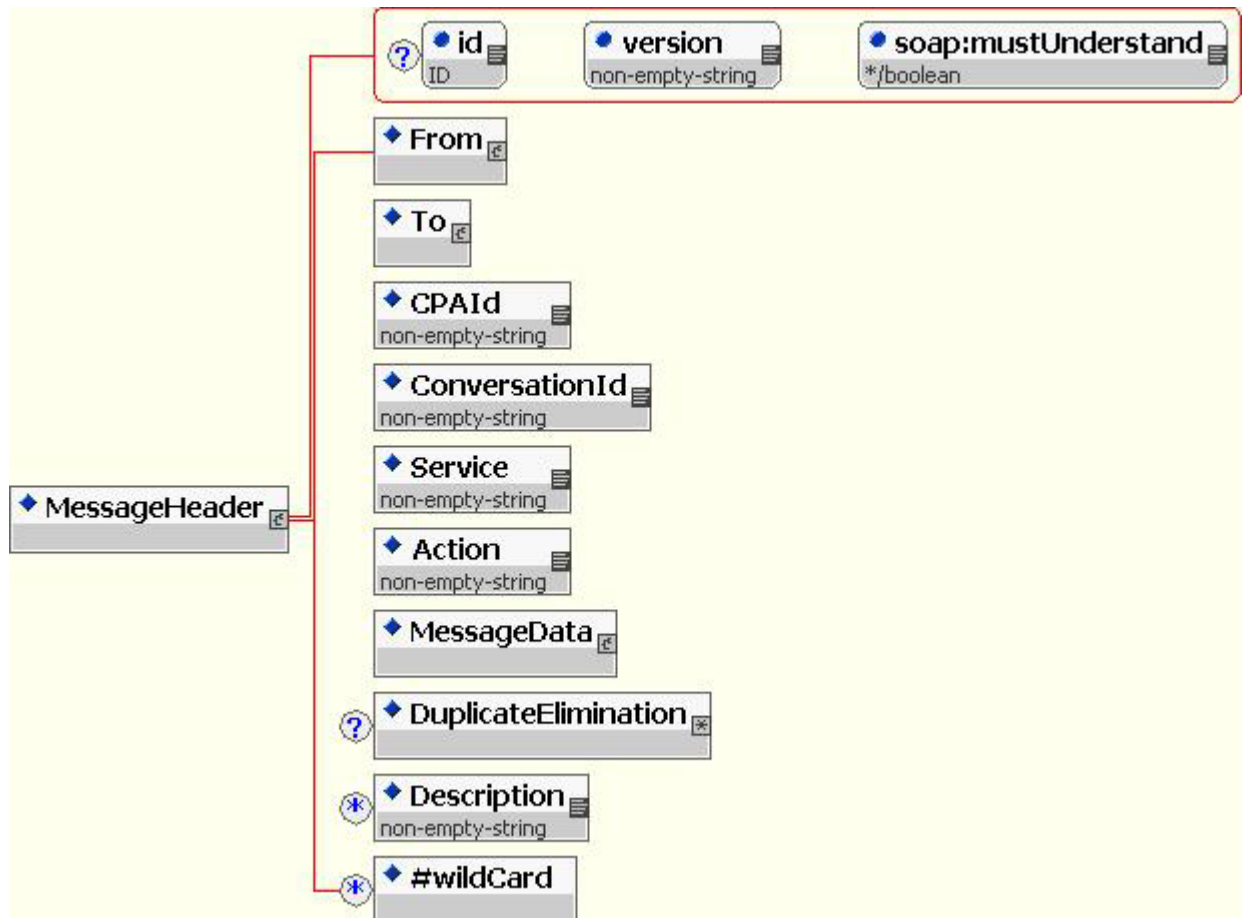 ? id version soap:mustUnderstand
ID non-empty-string */boolean
From
To
CPAId
non-empty-string
ConversationId
non-empty-string
Service
non-empty-string
MessageHeader
Action
non-empty-string
MessageData
? DuplicateElimination *
* Description
non-empty-string
* #wildCard